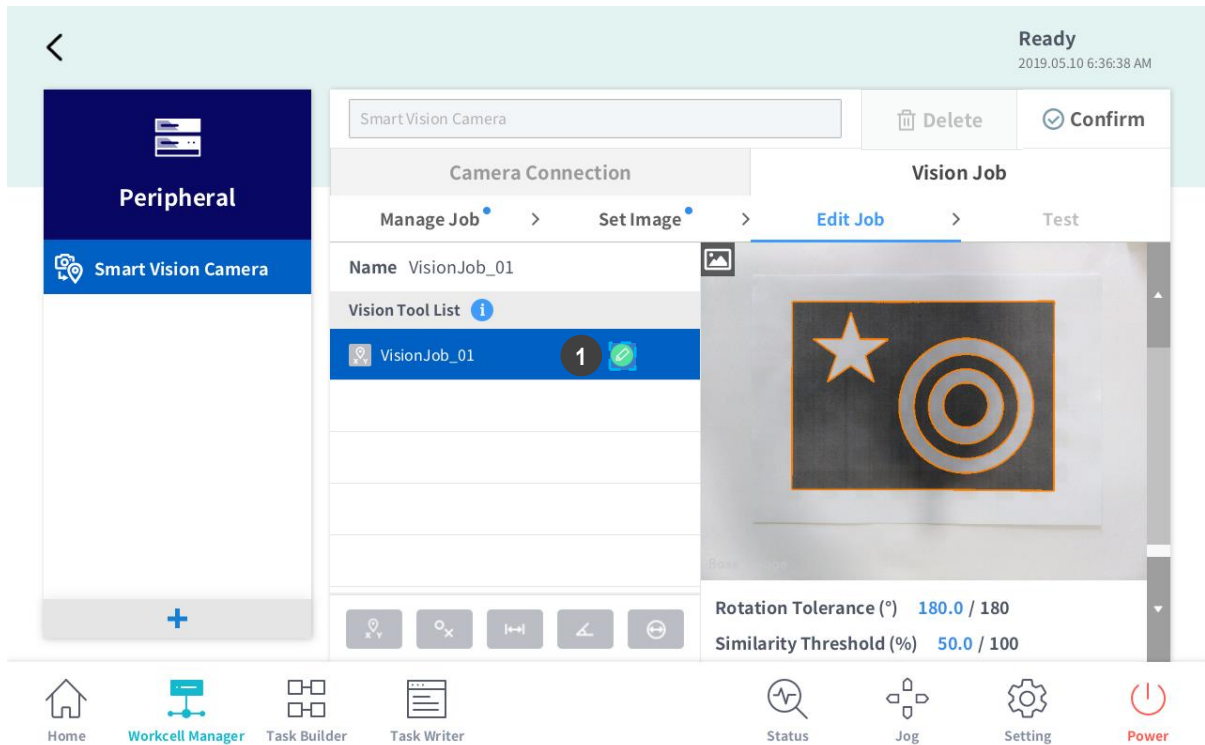 Ready
2019.05.10 6:36:38 AM
Peripheral
Smart Vision Camera
Smart Vision Camera
Delete
Confirm
Camera Connection
Vision Job
Manage Job > Set Image > Edit Job > Test
Name VisionJob_01
Vision Tool List i
VisionJob_01 1
Rotation Tolerance (°) 180.0 / 180
Similarity Threshold (%) 50.0 / 100
+
Home
Workcell Manager
Task Builder
Task Writer
Status
Jog
Setting
Power